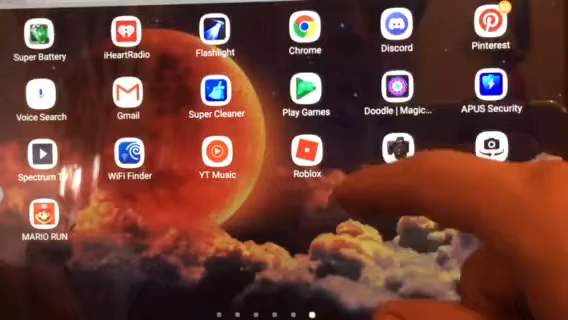 Super Battery
iHeartRadio
Flashlight
Chrome
Discord
Pinterest
Voice Search
Gmail
Super Cleaner
Play Games
Doodle | Magic...
APUS Security
Spectrum T
WiFi Finder
YT Music
Roblox
MARIO RUN